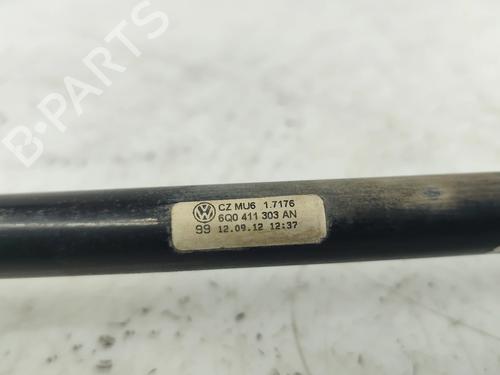 B-PARTS
CZ MU6 1.7176
6Q0 411 303 AN
99 12.09.12 12:37